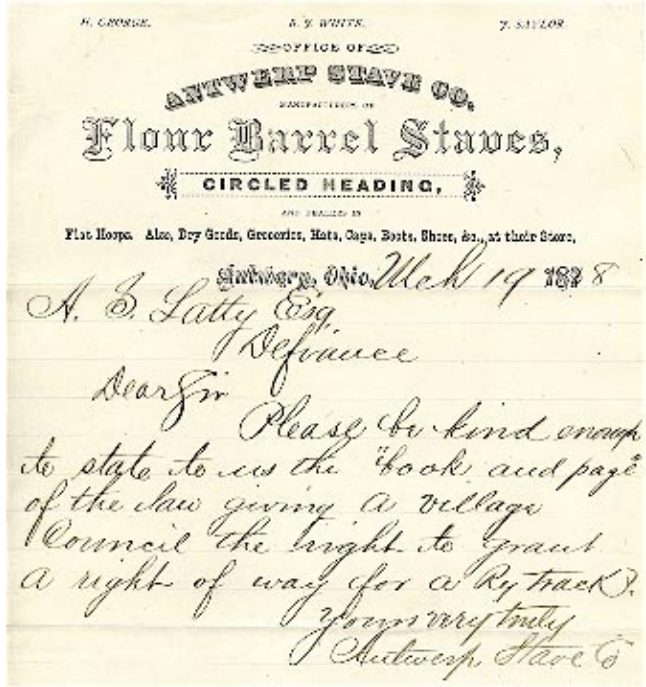 H. GEORGE. B. F. WHITE. F. SAYLOR.
OFFICE OF
ANTWERP STAVE CO.
MANUFACTURERS OF
Flour Barrel Staves,
CIRCLED HEADING,
AND DEALERS IN
Flat Hoops. Also, Dry Goods, Groceries, Hats, Caps, Boots, Shoes, &c., at their Store,
Antwerp, Ohio, Mch 19 1878
A. S. Latty Esq
Defiance
Dear Sir
Please be kind enough
to state to us the "book and page"
of the law giving a village
Council the right to grant
a right of way for a Ry track?
Yours very truly
Antwerp Stave Co